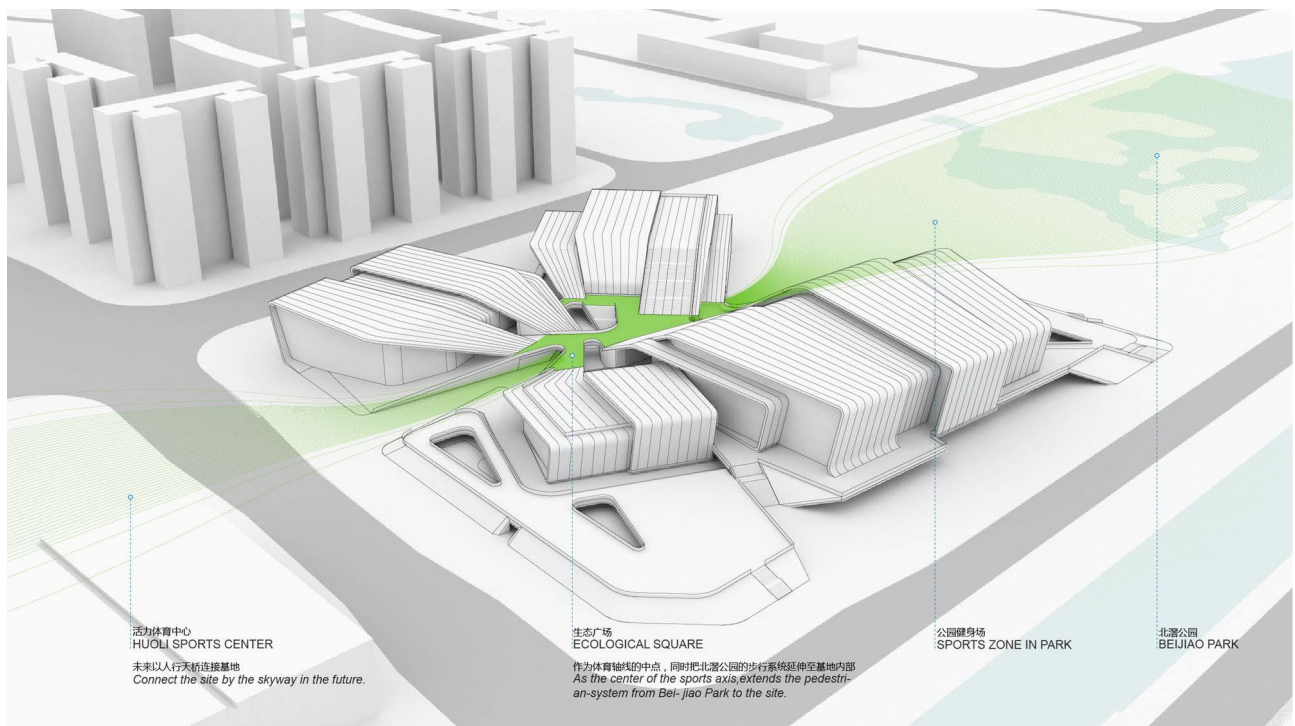 活力体育中心
HUOLI SPORTS CENTER
未来以人行天桥连接基地
Connect the site by the skyway in the future.
生态广场
ECOLOGICAL SQUARE
作为体育轴线的中点，同时把北滘公园的步行系统延伸至基地内部
As the center of the sports axis,extends the pedestri-
an-system from Bei- jiao Park to the site.
公园健身场
SPORTS ZONE IN PARK
北滘公园
BEIJIAO PARK